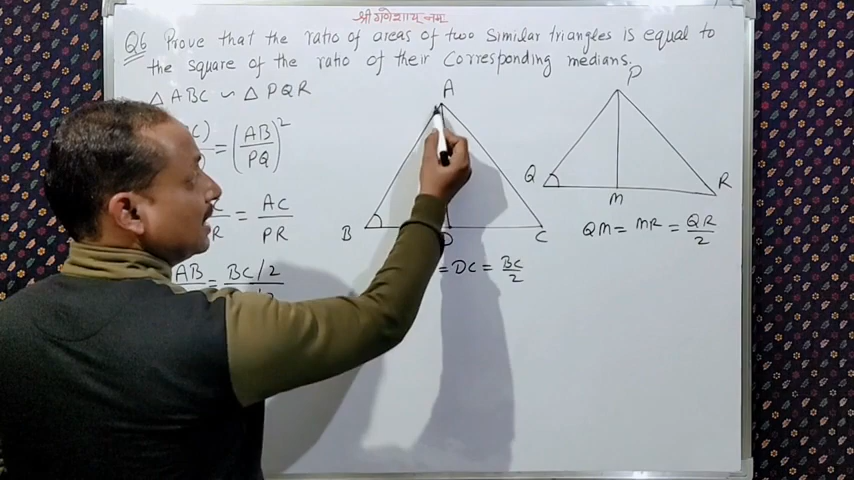 श्री गणेशाय नमः
Q6 Prove that the ratio of areas of two similar triangles is equal to
the square of the ratio of their Corresponding medians.
△ ABC ∽ △ PQR
C) = (AB/PQ)²
= AC/PR
AB = BC/2
A
B
D
C
= DC = BC/2
P
Q
M
R
QM = MR = QR/2